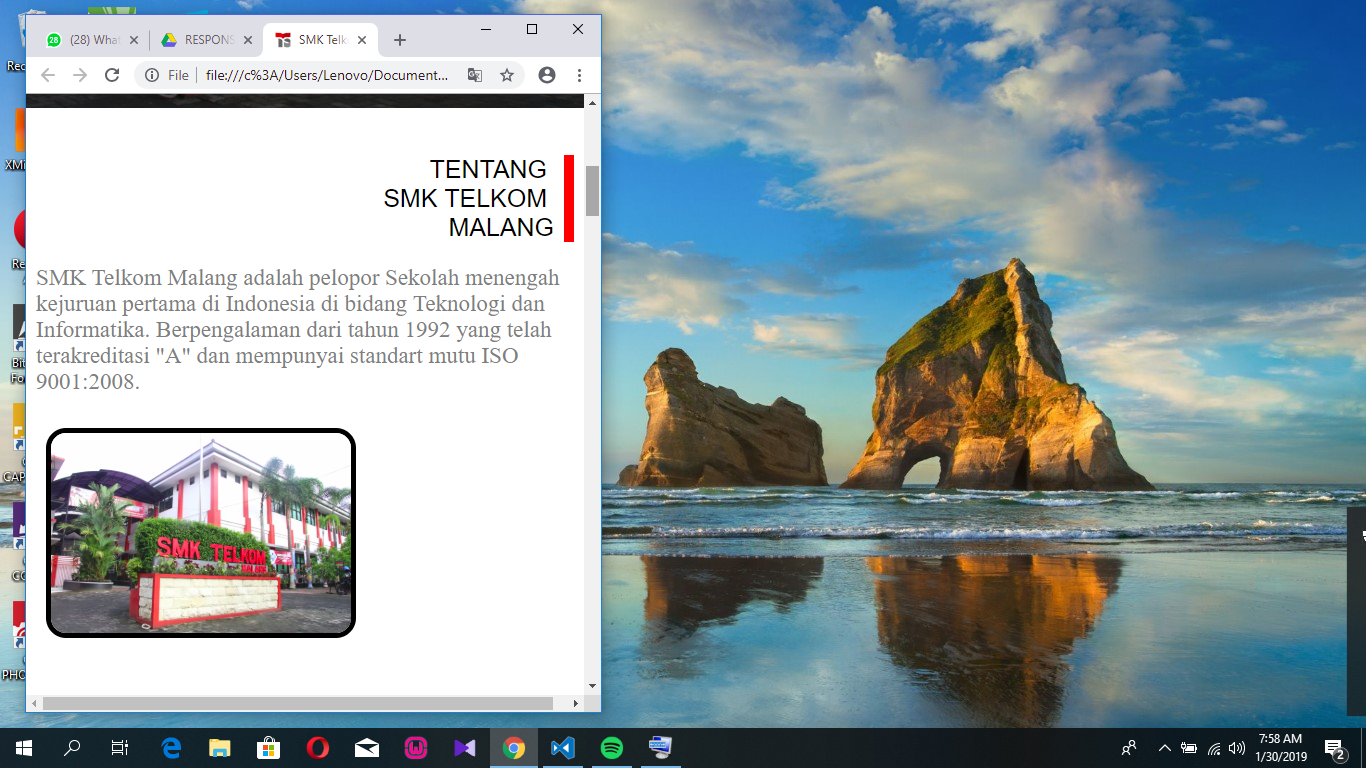 (28) What
RESPONS
SMK Telk
File
file:///c%3A/Users/Lenovo/Document...
TENTANG
SMK TELKOM
MALANG
SMK Telkom Malang adalah pelopor Sekolah menengah
kejuruan pertama di Indonesia di bidang Teknologi dan
Informatika. Berpengalaman dari tahun 1992 yang telah
terakreditasi "A" dan mempunyai standart mutu ISO
9001:2008.
SMK TELKOM
MALANG
7:58 AM
1/30/2019
2